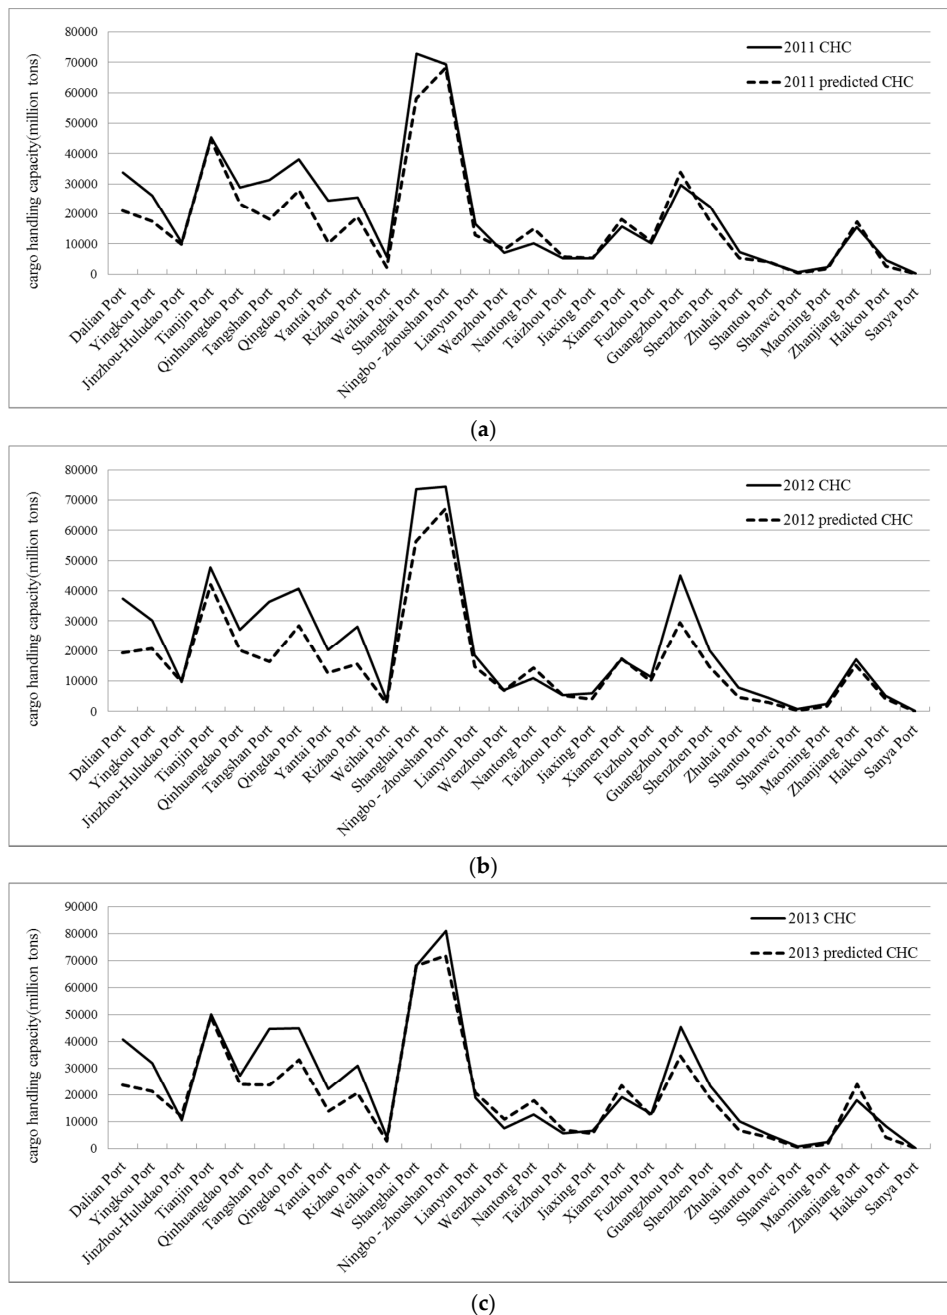 80000
70000
60000
50000
40000
30000
20000
10000
0
cargo handling capacity(million tons)
2011 CHC
2011 predicted CHC
Dalian Port
Yingkou Port
Jinzhou-Huludao Port
Tianjin Port
Qinhuangdao Port
Tangshan Port
Qingdao Port
Yantai Port
Rizhao Port
Weihai Port
Shanghai Port
Ningbo - zhoushan Port
Lianyun Port
Wenzhou Port
Nantong Port
Taizhou Port
Jiaxing Port
Xiamen Port
Fuzhou Port
Guangzhou Port
Shenzhen Port
Zhuhai Port
Shantou Port
Shanwei Port
Maoming Port
Zhanjiang Port
Haikou Port
Sanya Port
(a)
80000
70000
60000
50000
40000
30000
20000
10000
0
cargo handling capacity(million tons)
2012 CHC
2012 predicted CHC
Dalian Port
Yingkou Port
Jinzhou-Huludao Port
Tianjin Port
Qinhuangdao Port
Tangshan Port
Qingdao Port
Yantai Port
Rizhao Port
Weihai Port
Shanghai Port
Ningbo - zhoushan Port
Lianyun Port
Wenzhou Port
Nantong Port
Taizhou Port
Jiaxing Port
Xiamen Port
Fuzhou Port
Guangzhou Port
Shenzhen Port
Zhuhai Port
Shantou Port
Shanwei Port
Maoming Port
Zhanjiang Port
Haikou Port
Sanya Port
(b)
90000
80000
70000
60000
50000
40000
30000
20000
10000
0
cargo handling capacity(million tons)
2013 CHC
2013 predicted CHC
Dalian Port
Yingkou Port
Jinzhou-Huludao Port
Tianjin Port
Qinhuangdao Port
Tangshan Port
Qingdao Port
Yantai Port
Rizhao Port
Weihai Port
Shanghai Port
Ningbo - zhoushan Port
Lianyun Port
Wenzhou Port
Nantong Port
Taizhou Port
Jiaxing Port
Xiamen Port
Fuzhou Port
Guangzhou Port
Shenzhen Port
Zhuhai Port
Shantou Port
Shanwei Port
Maoming Port
Zhanjiang Port
Haikou Port
Sanya Port
(c)